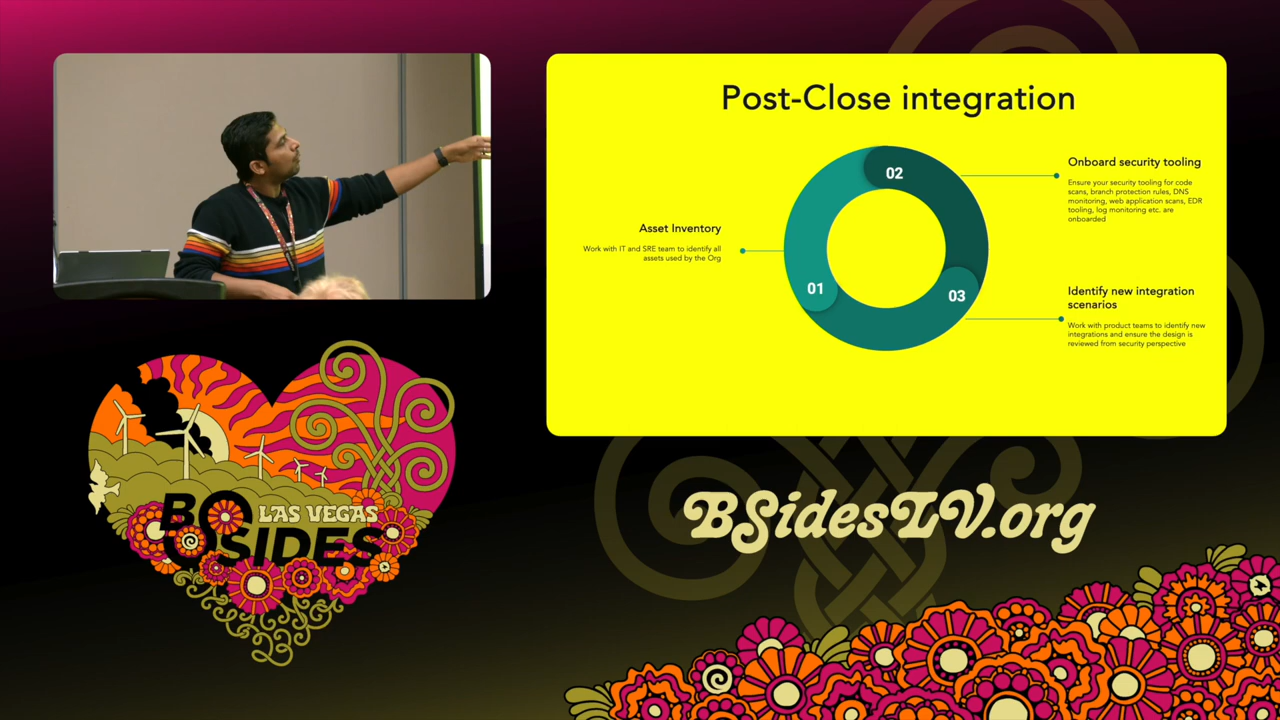 Post-Close integration
02
Onboard security tooling
Ensure your security tooling for code
scans, branch protection rules, DNS
monitoring, web application scans, EDR
tooling, log monitoring etc. are
onboarded
Asset Inventory
Work with IT and SRE team to identify all
assets used by the Org
01
03
Identify new integration
scenarios
Work with product teams to identify new
integrations and ensure the design is
reviewed from security perspective
LAS VEGAS
BSIDES
BSidesLV.org
23